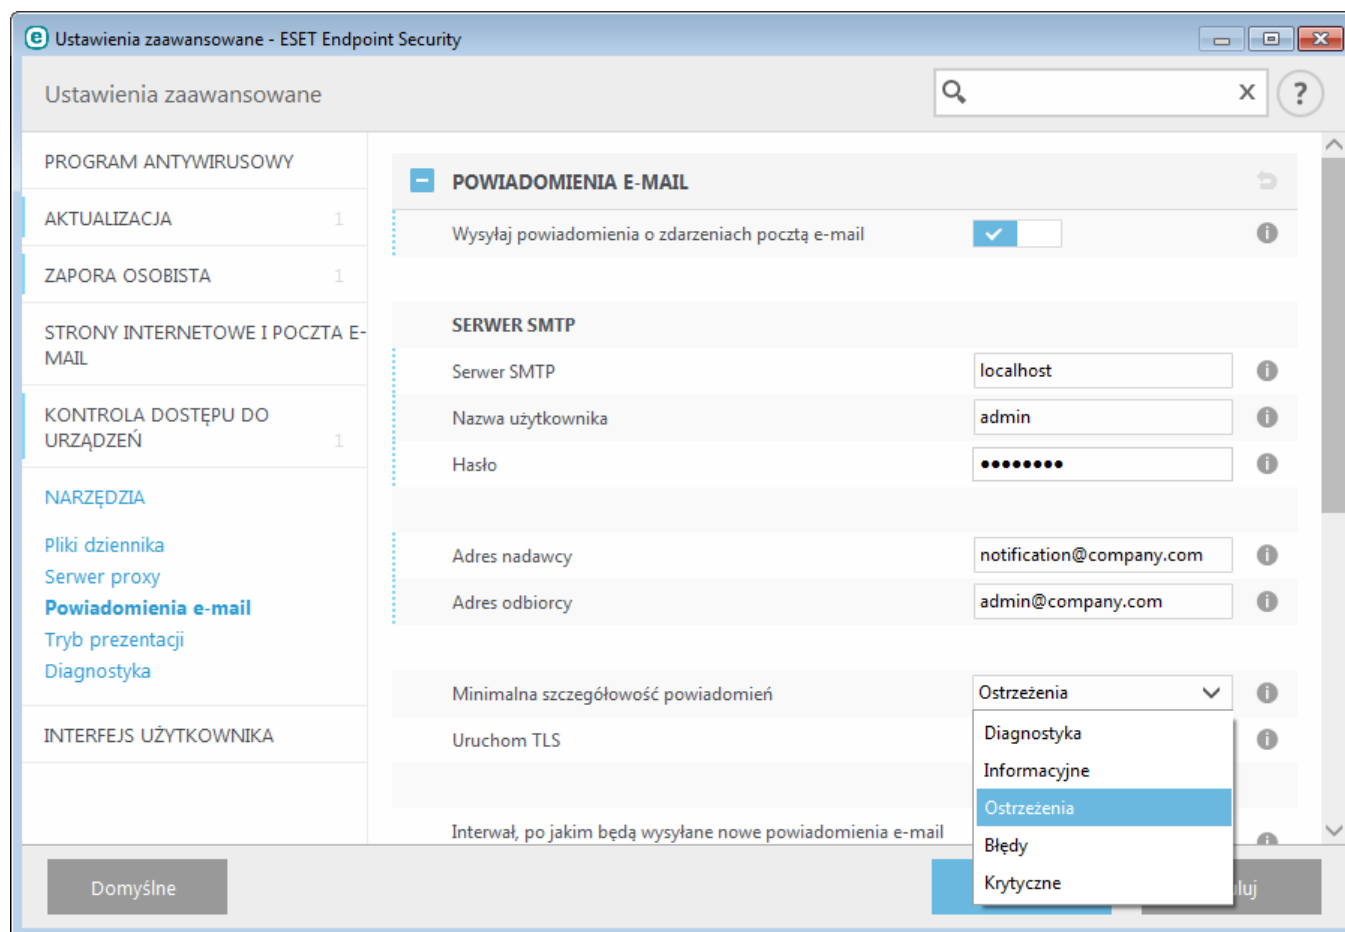 Ustawienia zaawansowane - ESET Endpoint Security
Ustawienia zaawansowane
x
?
PROGRAM ANTYWIRUSOWY
AKTUALIZACJA 1
ZAPORA OSOBISTA 1
STRONY INTERNETOWE I POCZTA E-
MAIL
KONTROLA DOSTĘPU DO
URZĄDZEŃ 1
NARZĘDZIA
Pliki dziennika
Serwer proxy
Powiadomienia e-mail
Tryb prezentacji
Diagnostyka
INTERFEJS UŻYTKOWNIKA
POWIADOMIENIA E-MAIL
Wysyłaj powiadomienia o zdarzeniach pocztą e-mail
SERWER SMTP
Serwer SMTP localhost
Nazwa użytkownika admin
Hasło ••••••••
Adres nadawcy notification@company.com
Adres odbiorcy admin@company.com
Minimalna szczegółowość powiadomień Ostrzeżenia
Uruchom TLS
Diagnostyka
Informacyjne
Ostrzeżenia
Błędy
Krytyczne
Interwał, po jakim będą wysyłane nowe powiadomienia e-mail
Domyślne